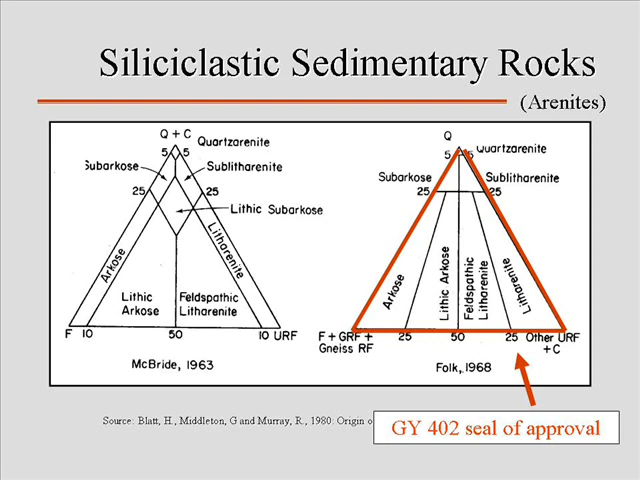 Siliciclastic Sedimentary Rocks
(Arenites)
Q + C
5 5
Quartzarenite
Subarkose
Sublitharenite
25 25
Lithic Subarkose
Arkose
Litharenite
Lithic
Arkose
Feldspathic
Litharenite
F 10 50 10 URF
McBride, 1963
Q
5 5
Quartzarenite
Subarkose
Sublitharenite
25 25
Arkose
Lithic Arkose
Feldspathic
Litharenite
Litharenite
F + GRF +
Gneiss RF
25 50 25
Other URF
+ C
Folk, 1968
Source: Blatt, H., Middleton, G and Murray, R., 1980: Origin o
GY 402 seal of approval